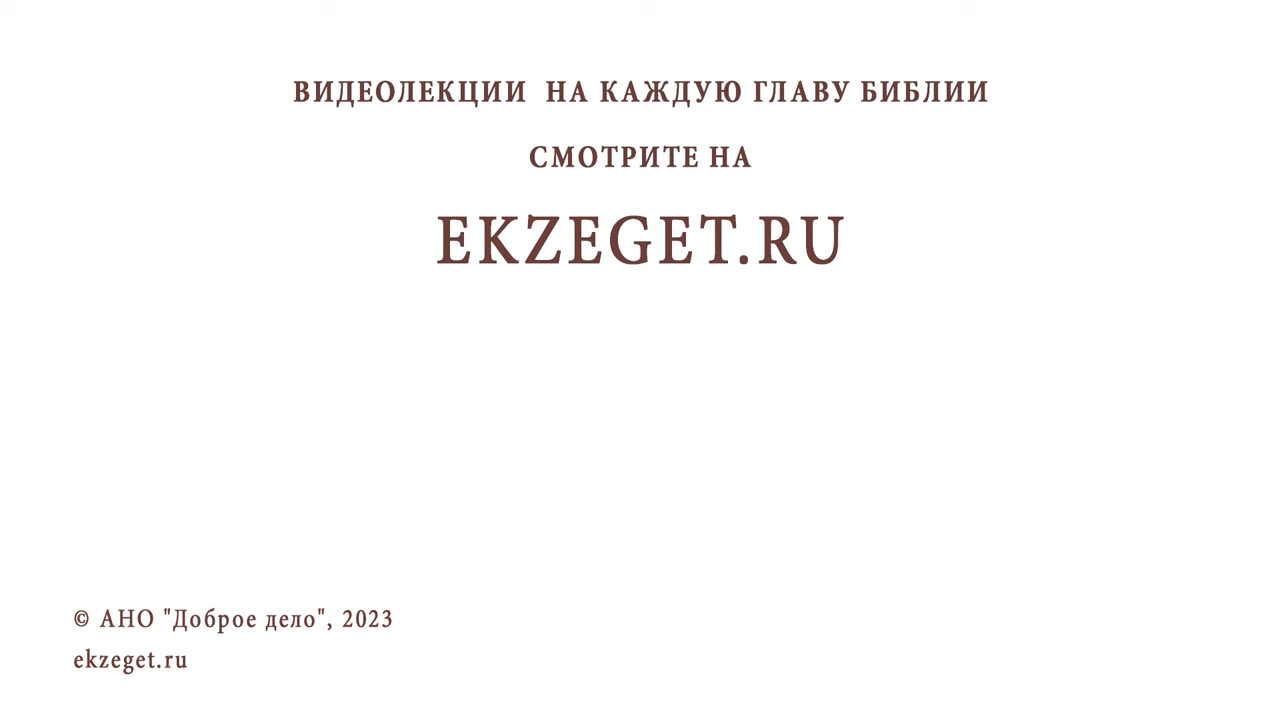 ВИДЕОЛЕКЦИИ НА КАЖДУЮ ГЛАВУ БИБЛИИ
СМОТРИТЕ НА
EKZEGET.RU
© АНО "Доброе дело", 2023
ekzeget.ru